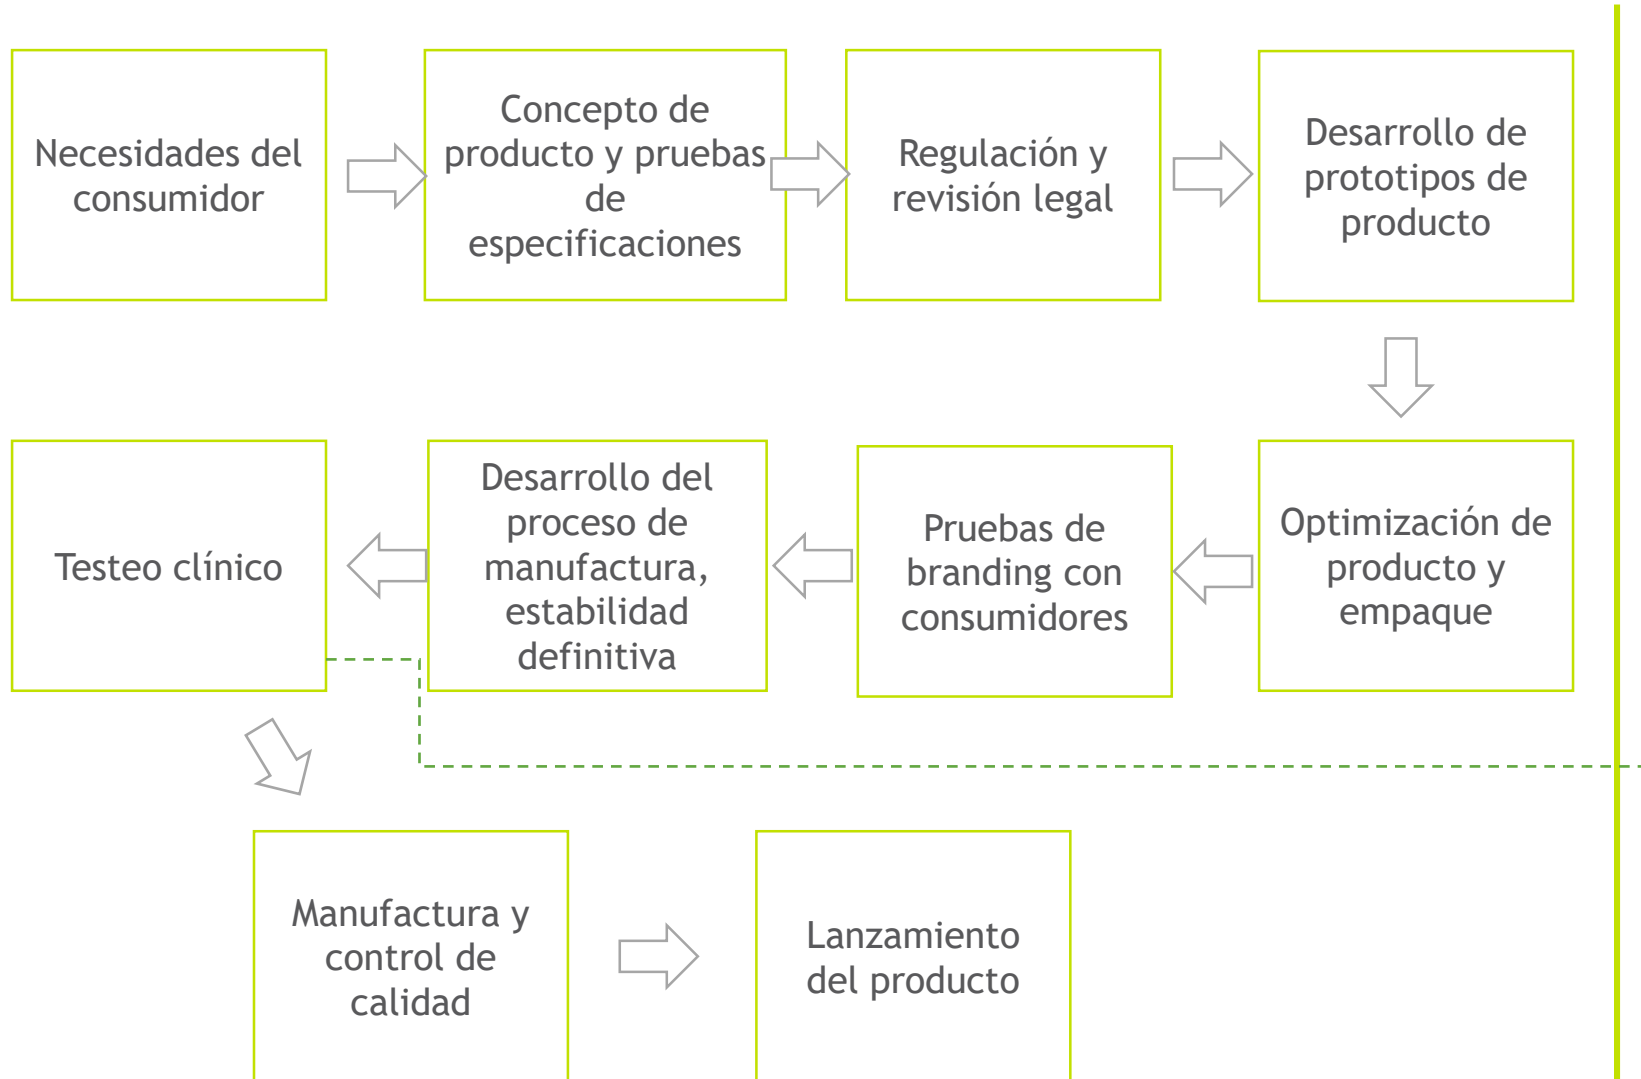 Necesidades del
consumidor
Concepto de
producto y pruebas
de
especificaciones
Regulación y
revisión legal
Desarrollo de
prototipos de
producto
Testeo clínico
Desarrollo del
proceso de
manufactura,
estabilidad
definitiva
Pruebas de
branding con
consumidores
Optimización de
producto y
empaque
Manufactura y
control de
calidad
Lanzamiento
del producto